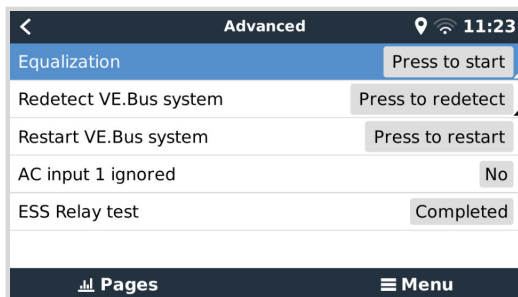 Advanced 11:23
Equalization Press to start
Redetect VE.Bus system Press to redetect
Restart VE.Bus system Press to restart
AC input 1 ignored No
ESS Relay test Completed
Pages Menu